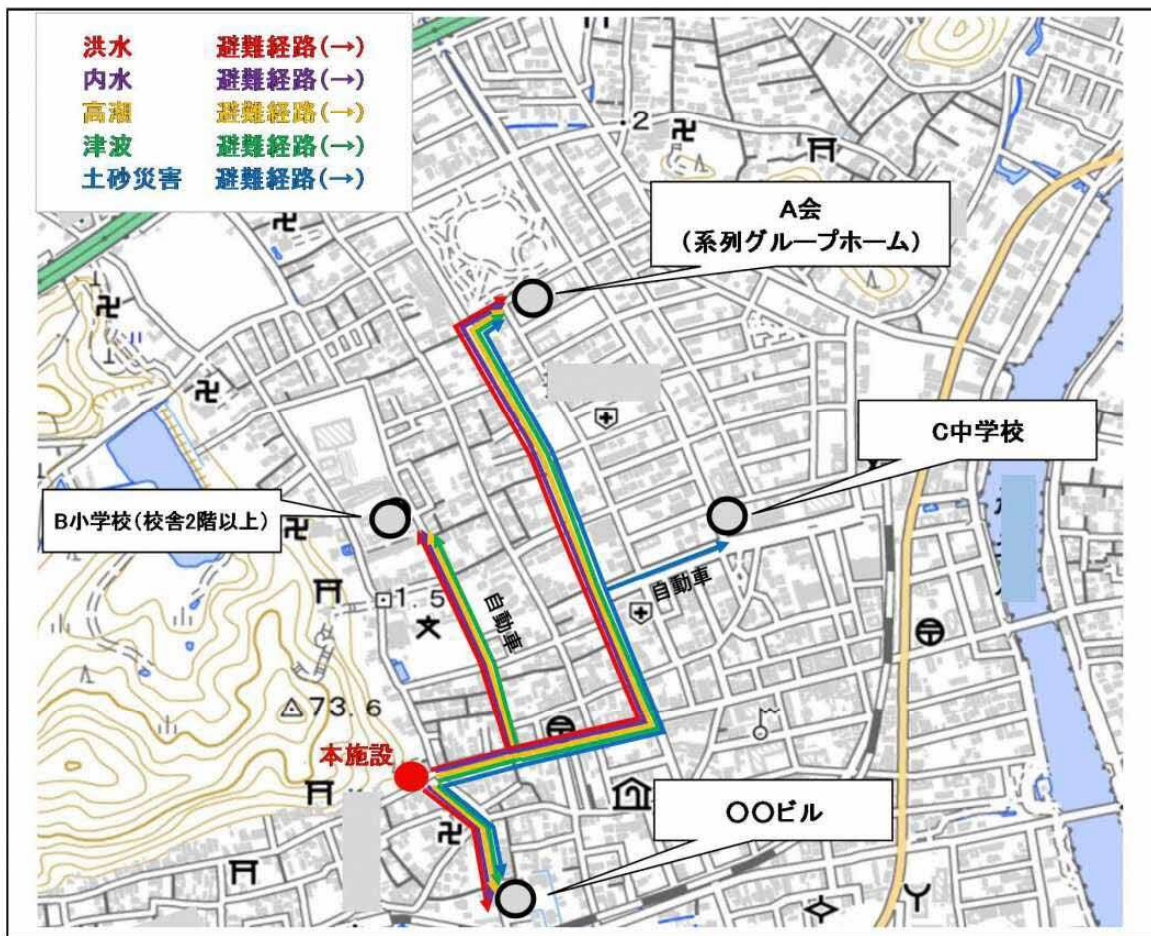 洪水 避難経路(→)
内水 避難経路(→)
高潮 避難経路(→)
津波 避難経路(→)
土砂災害 避難経路(→)
・2
A会
(系列グループホーム)
C中学校
B小学校(校舎2階以上)
自動車
自動車
1.5
73.6
本施設
〇〇ビル